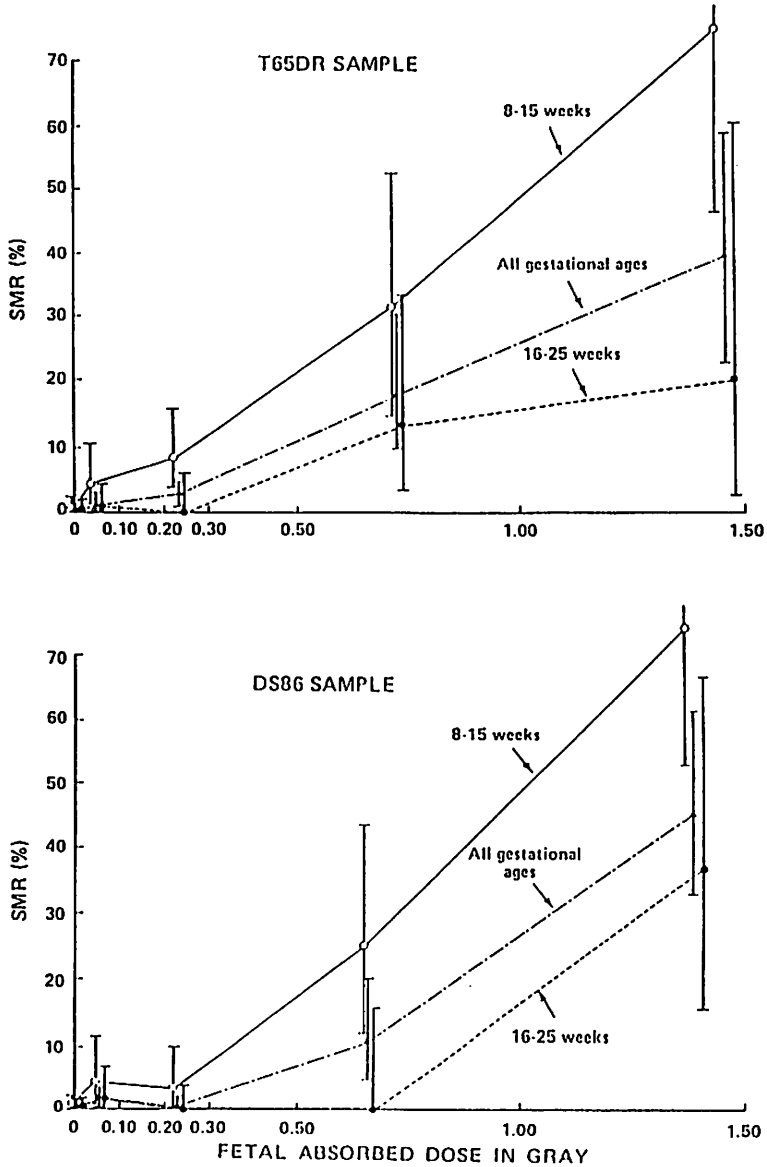 T65DR SAMPLE
70
60
50
40
30
20
10
0
SMR (%)
8-15 weeks
All gestational ages
16-25 weeks
0 0.10 0.20 0.30 0.50 1.00 1.50
DS86 SAMPLE
70
60
50
40
30
20
10
0
SMR (%)
8-15 weeks
All gestational
ages
16-25 weeks
0 0.10 0.20 0.30 0.50 1.00 1.50
FETAL ABSORBED DOSE IN GRAY